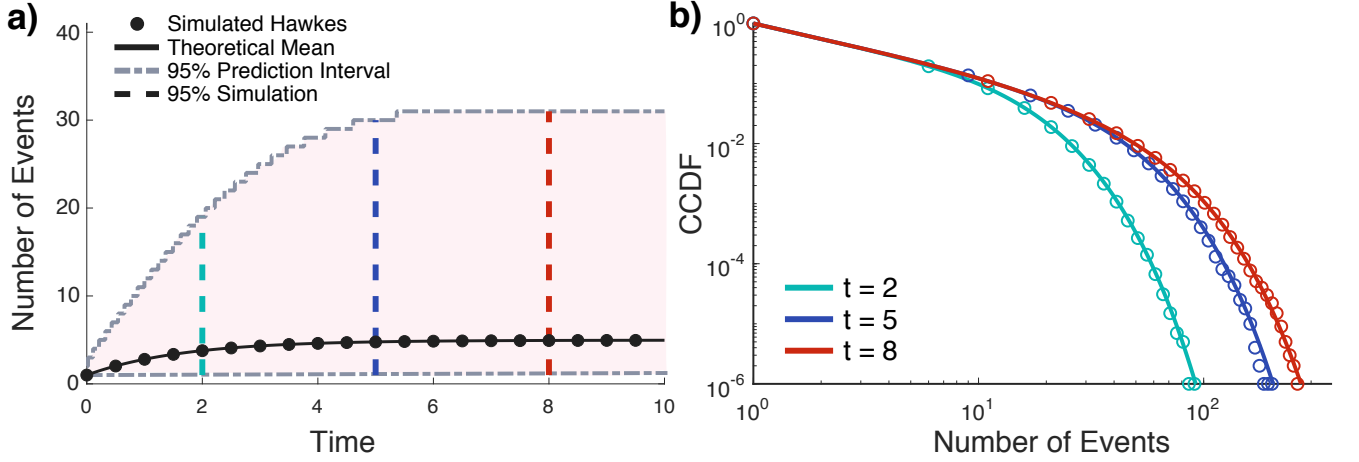 a)
Number of Events
40
30
20
10
0
Simulated Hawkes
Theoretical Mean
95% Prediction Interval
95% Simulation
0 2 4 6 8 10
Time
b)
CCDF
10^0
10^-2
10^-4
10^-6
t = 2
t = 5
t = 8
10^0 10^1 10^2
Number of Events